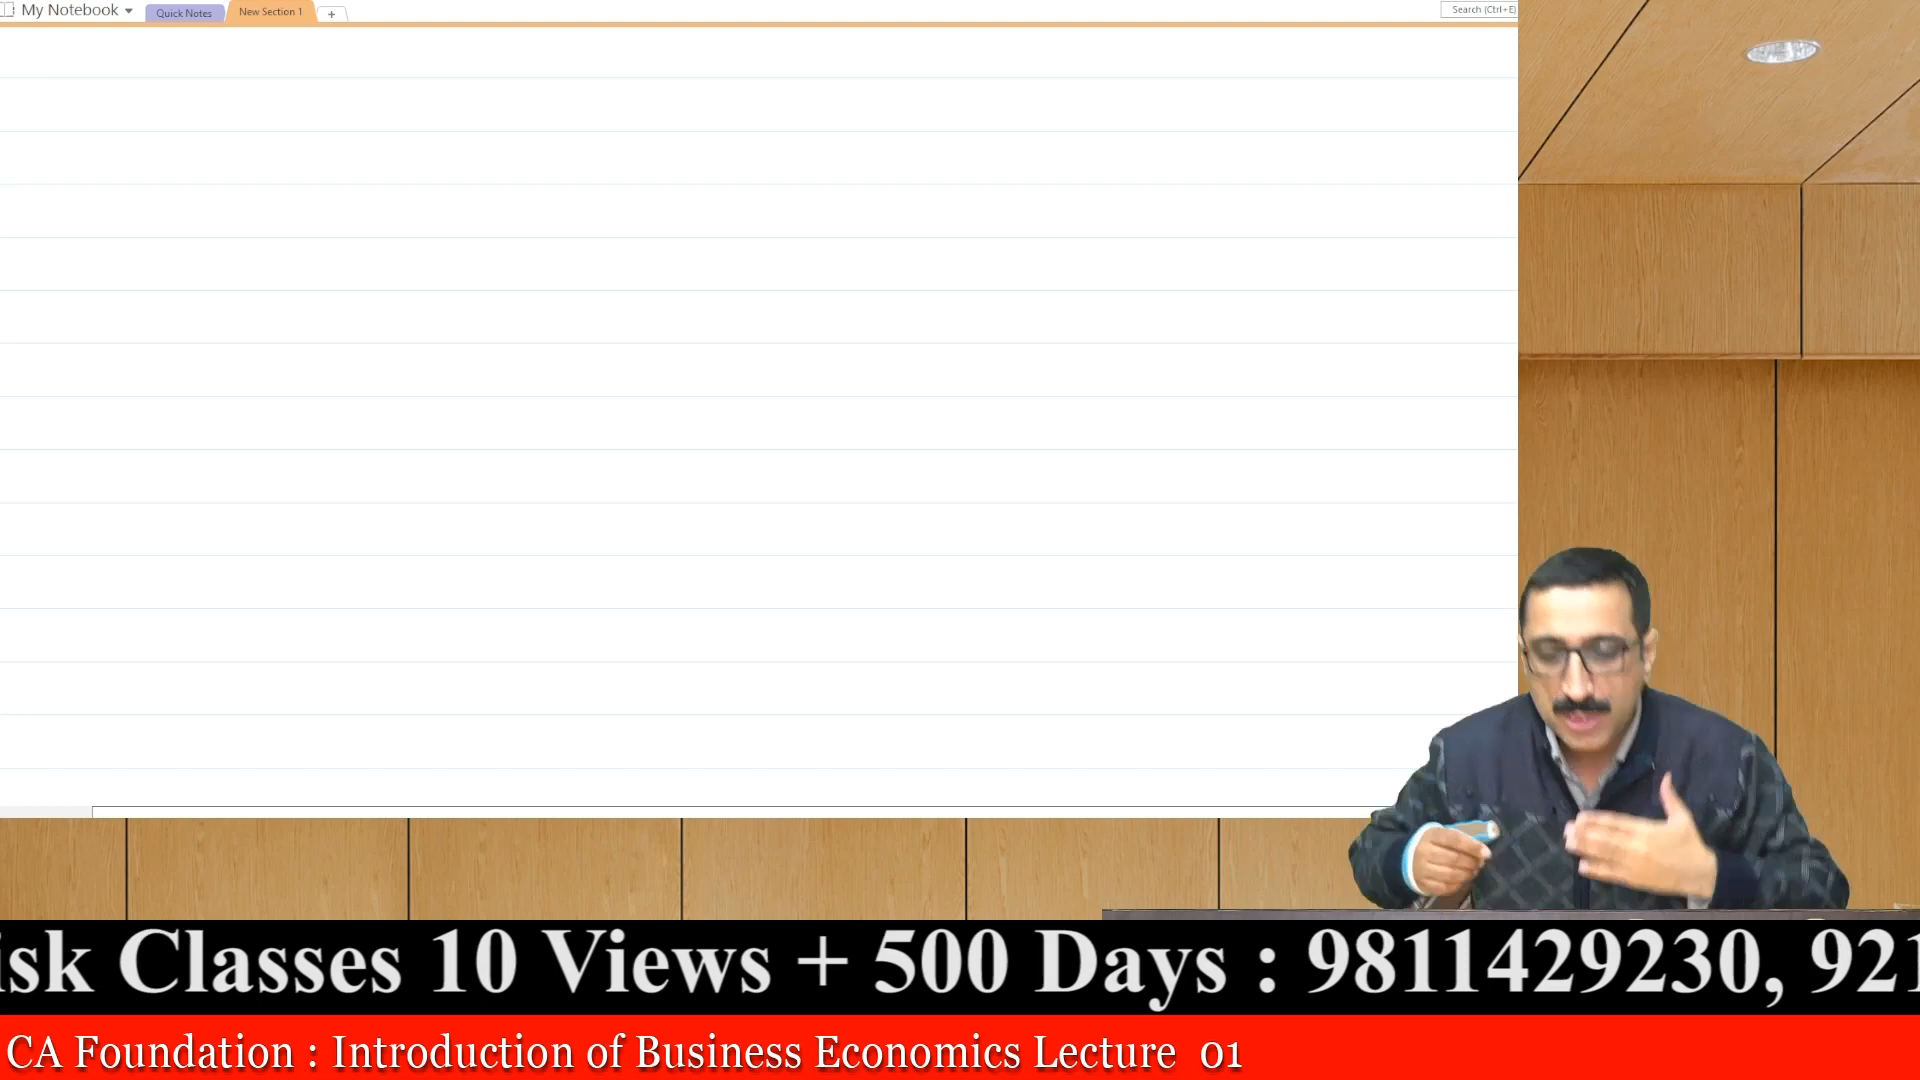 My Notebook
Quick Notes
New Section 1
+
Search (Ctrl+E)
isk Classes 10 Views + 500 Days : 9811429230, 921
CA Foundation : Introduction of Business Economics Lecture 01